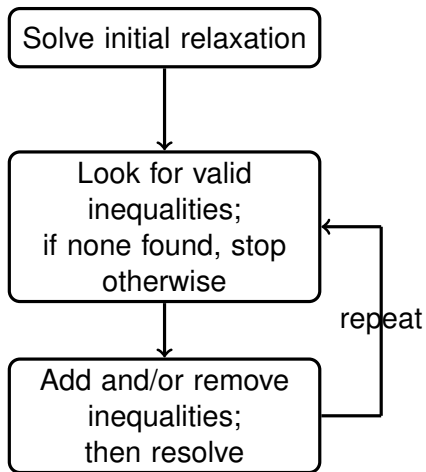 Solve initial relaxation
Look for valid
inequalities;
if none found, stop
otherwise
repeat
Add and/or remove
inequalities;
then resolve